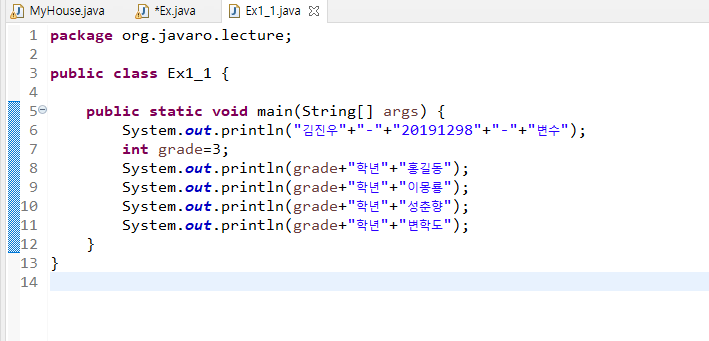 MyHouse.java *Ex.java Ex1_1.java
1 package org.javaro.lecture;
2
3 public class Ex1_1 {
4
5 public static void main(String[] args) {
6 System.out.println("김진우"+"-"+"20191298"+"-"+"변수");
7 int grade=3;
8 System.out.println(grade+"학년"+"홍길동");
9 System.out.println(grade+"학년"+"이몽룡");
10 System.out.println(grade+"학년"+"성춘향");
11 System.out.println(grade+"학년"+"변학도");
12 }
13 }
14